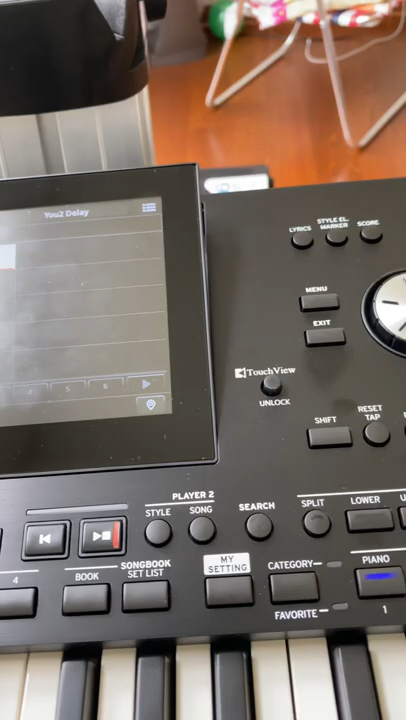 You2 Delay
LYRICS
STYLE EL.
MARKER
SCORE
MENU
EXIT
TouchView
UNLOCK
SHIFT
RESET
TAP
4
5
6
PLAYER 2
STYLE
SONG
SEARCH
SPLIT
LOWER
4
BOOK
SONGBOOK
SET LIST
MY
SETTING
CATEGORY
FAVORITE
PIANO
1